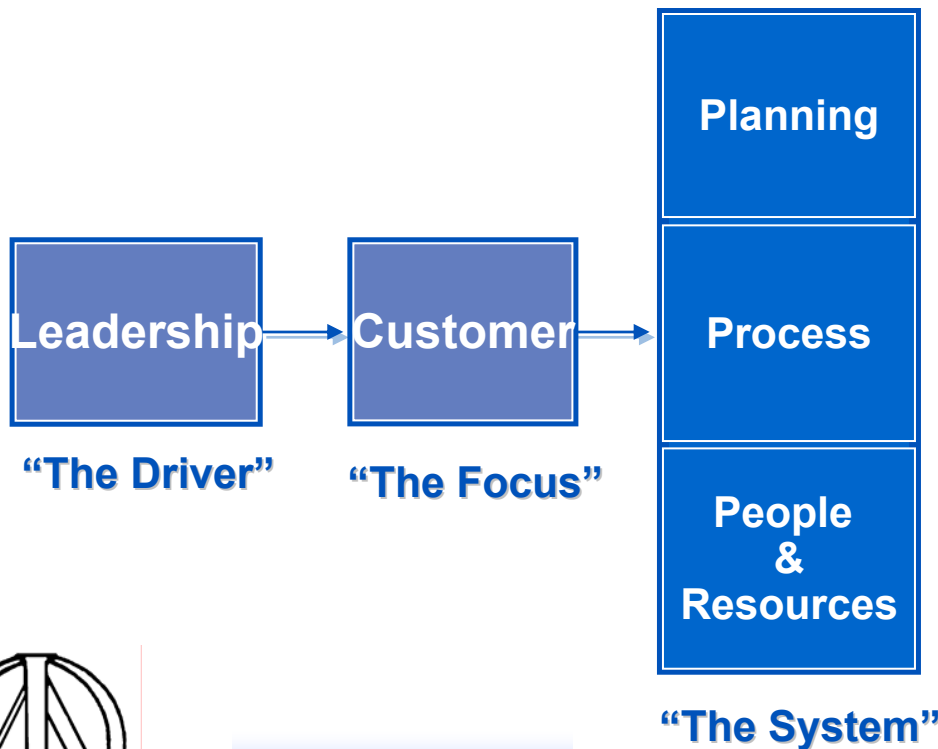 Leadership
“The Driver”
Customer
“The Focus”
Planning
Process
People
&
Resources
“The System”